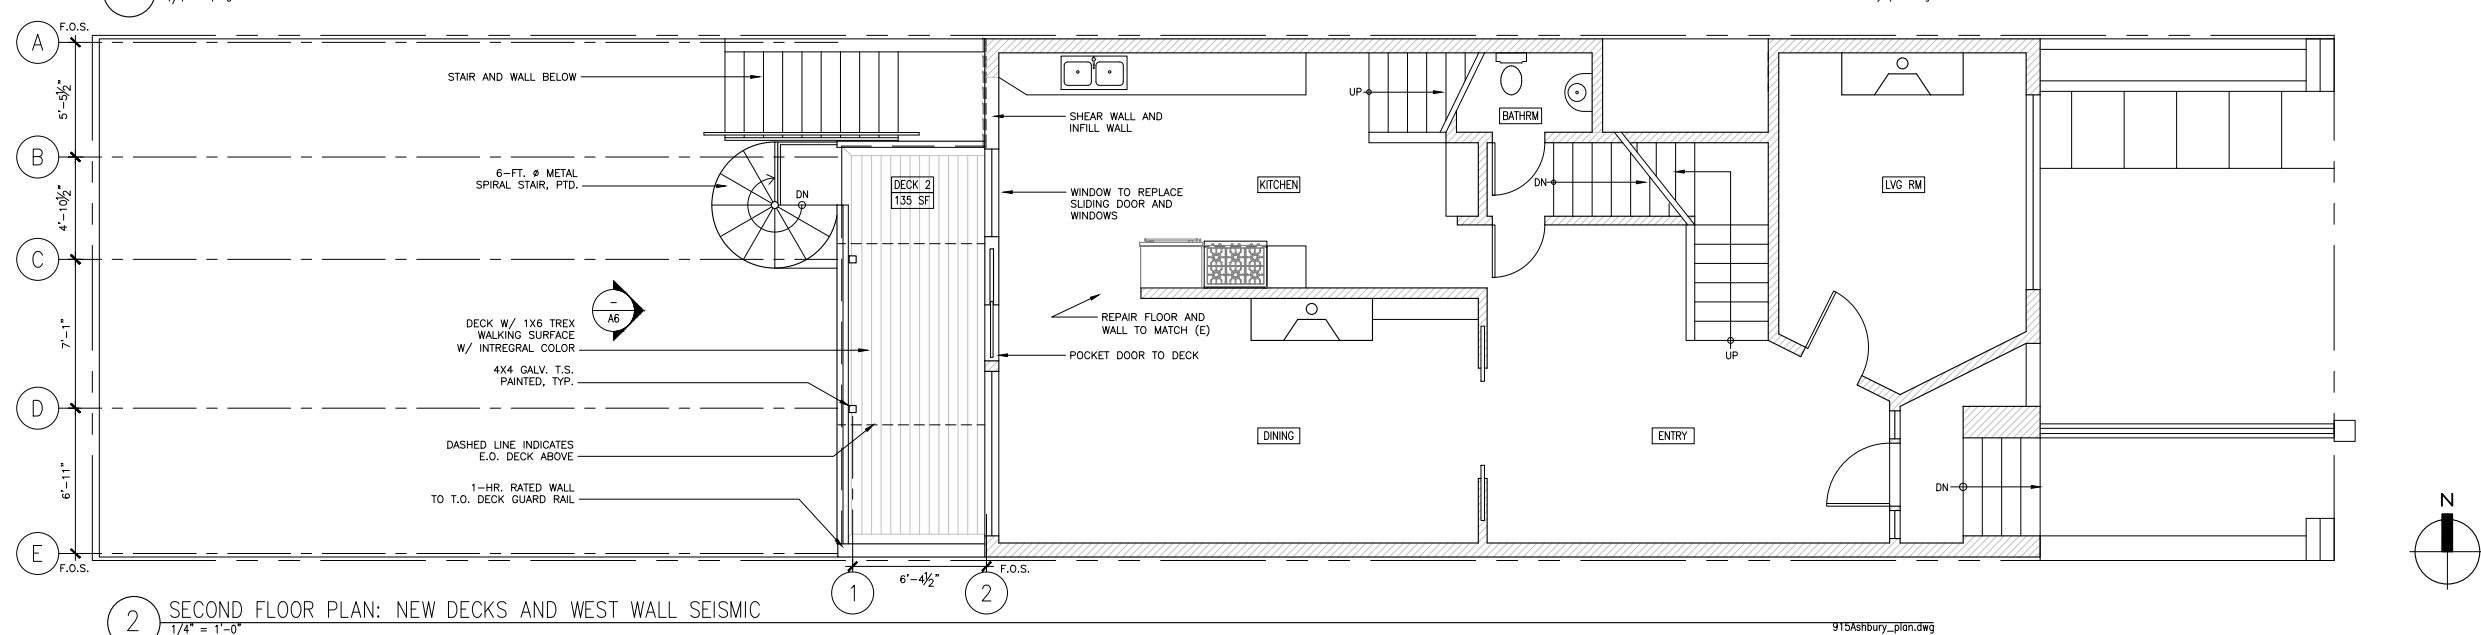 A
F.O.S.
5'-5½"
B
4'-10½"
C
7'-1"
D
6'-11"
E
F.O.S.
STAIR AND WALL BELOW
6-FT. ø METAL
SPIRAL STAIR, PTD.
DN
DECK 2
135 SF
–
A6
DECK W/ 1X6 TREX
WALKING SURFACE
W/ INTREGRAL COLOR
4X4 GALV. T.S.
PAINTED, TYP.
DASHED LINE INDICATES
E.O. DECK ABOVE
1-HR. RATED WALL
TO T.O. DECK GUARD RAIL
SHEAR WALL AND
INFILL WALL
WINDOW TO REPLACE
SLIDING DOOR AND
WINDOWS
KITCHEN
REPAIR FLOOR AND
WALL TO MATCH (E)
POCKET DOOR TO DECK
DINING
UP
BATHRM
DN
UP
LVG RM
ENTRY
DN
N
1
6'-4½"
2
F.O.S.
2
SECOND FLOOR PLAN: NEW DECKS AND WEST WALL SEISMIC
1/4" = 1'-0"
915Ashbury_plan.dwg